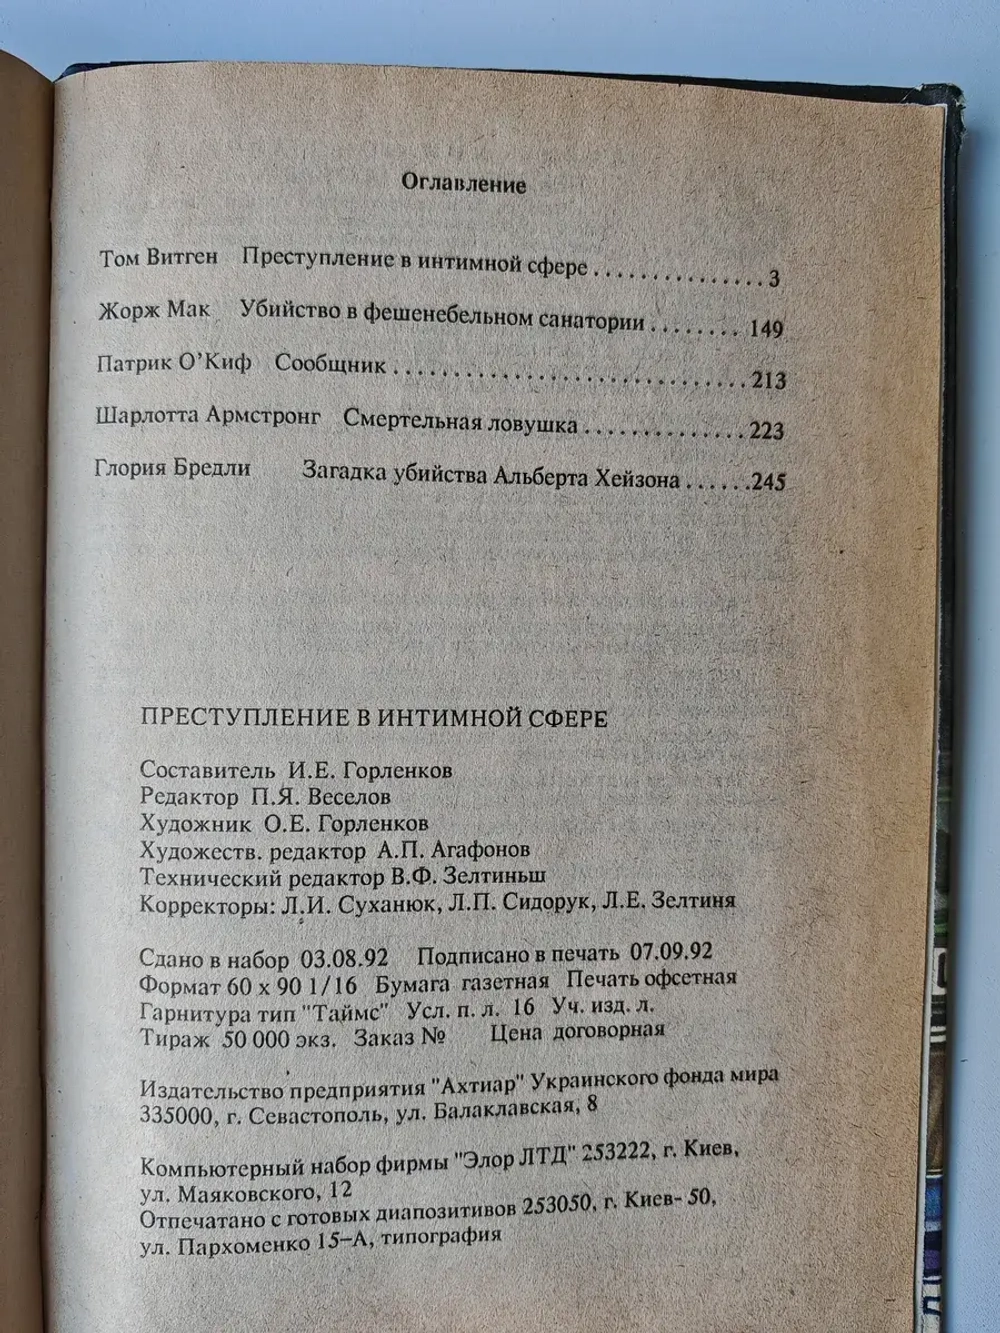 Оглавление
Том Витген Преступление в интимной сфере . . . . . . . . . . . . . . . 3
Жорж Мак Убийство в фешенебельном санатории . . . . . . . . 149
Патрик О'Киф Сообщник . . . . . . . . . . . . . . . . . . . . . . . . . . . . . . 213
Шарлотта Армстронг Смертельная ловушка . . . . . . . . . . . . . . 223
Глория Бредли Загадка убийства Альберта Хейзона . . . . . . 245
ПРЕСТУПЛЕНИЕ В ИНТИМНОЙ СФЕРЕ
Составитель И.Е. Горленков
Редактор П.Я. Веселов
Художник О.Е. Горленков
Художеств. редактор А.П. Агафонов
Технический редактор В.Ф. Зелтиньш
Корректоры: Л.И. Суханюк, Л.П. Сидорук, Л.Е. Зелтиня
Сдано в набор 03.08.92 Подписано в печать 07.09.92
Формат 60 х 90 1/16 Бумага газетная Печать офсетная
Гарнитура тип "Таймс" Усл. п. л. 16 Уч. изд. л.
Тираж 50 000 экз. Заказ № Цена договорная
Издательство предприятия "Ахтиар" Украинского фонда мира
335000, г. Севастополь, ул. Балаклавская, 8
Компьютерный набор фирмы "Элор ЛТД" 253222, г. Киев,
ул. Маяковского, 12
Отпечатано с готовых диапозитивов 253050, г. Киев- 50,
ул. Пархоменко 15–А, типография